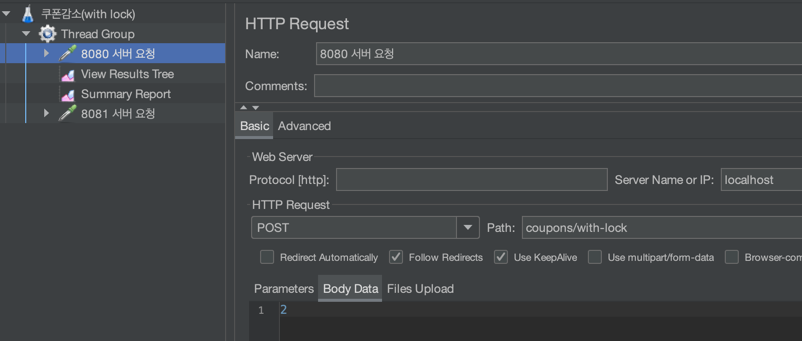 쿠폰감소(with lock)
Thread Group
8080 서버 요청
View Results Tree
Summary Report
8081 서버 요청
HTTP Request
Name: 8080 서버 요청
Comments:
Basic Advanced
Web Server
Protocol [http]: Server Name or IP: localhost
HTTP Request
POST Path: coupons/with-lock
Redirect Automatically Follow Redirects Use KeepAlive Use multipart/form-data Browser-com
Parameters Body Data Files Upload
1 2